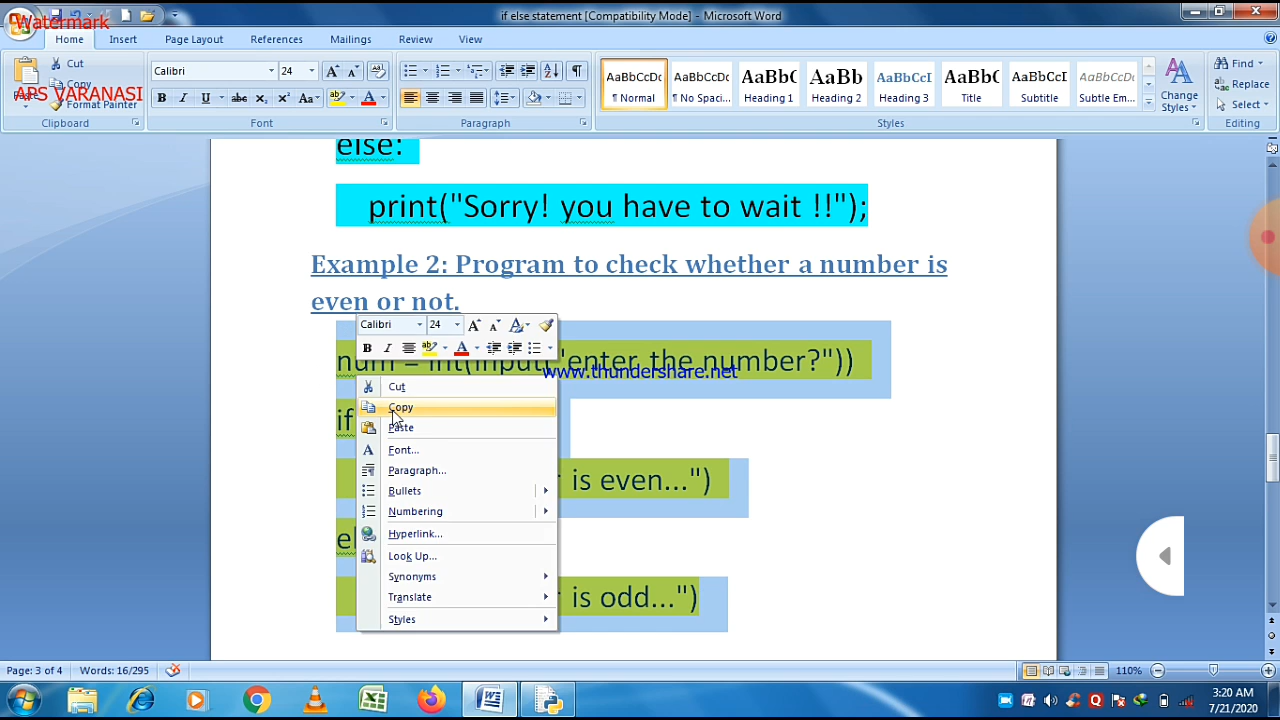 Watermark
if else statement [Compatibility Mode] - Microsoft Word
Home Insert Page Layout References Mailings Review View
Cut
Copy
APS VARANASI
Format Painter
Clipboard
Calibri 24
Font
Paragraph
AaBbCcDc AaBbCcDc AaBbC AaBb AaBbCcI AaBbC AaBbCcI AaBbCcDc
¶ Normal ¶ No Spaci... Heading 1 Heading 2 Heading 3 Title Subtitle Subtle Em...
Change Styles
Styles
Find
Replace
Select
Editing
else:
print("Sorry! you have to wait !!");
Example 2: Program to check whether a number is
even or not.
Calibri 24
num = int(input("enter the number?"))
www.thundershare.net
if
is even...")
is odd...")
Cut
Copy
Paste
Font...
Paragraph...
Bullets
Numbering
Hyperlink...
Look Up...
Synonyms
Translate
Styles
Page: 3 of 4 Words: 16/295 110%
3:20 AM
7/21/2020